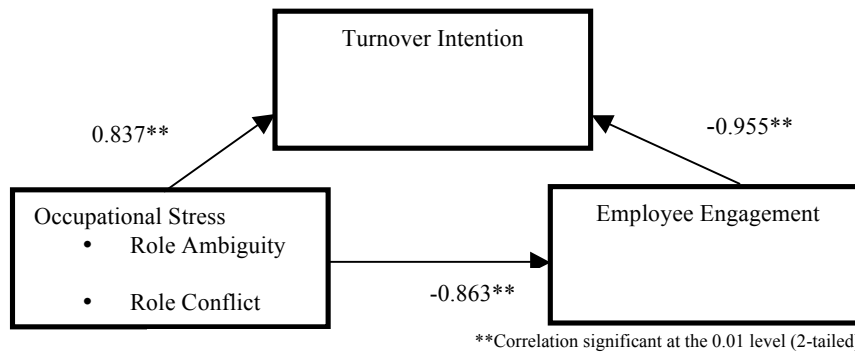 Turnover Intention
0.837**
-0.955**
Occupational Stress
• Role Ambiguity
• Role Conflict
Employee Engagement
-0.863**
**Correlation significant at the 0.01 level (2-tailed